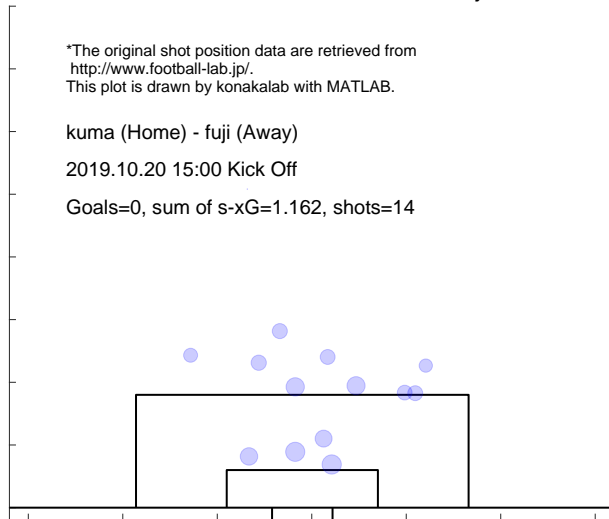 *The original shot position data are retrieved from
http://www.football-lab.jp/.
This plot is drawn by konakalab with MATLAB.
kuma (Home) - fuji (Away)
2019.10.20 15:00 Kick Off
Goals=0, sum of s-xG=1.162, shots=14